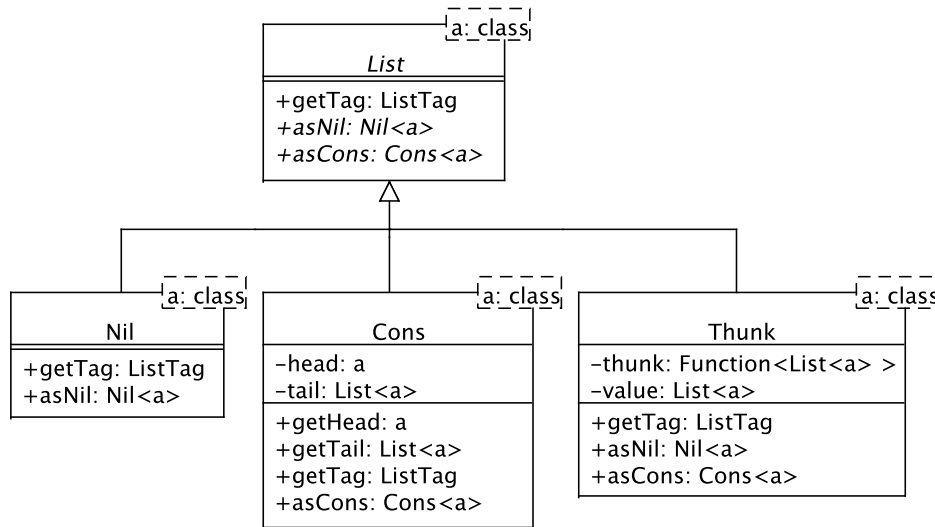 a: class
List
+getTag: ListTag
+asNil: Nil<a>
+asCons: Cons<a>
a: class
Nil
+getTag: ListTag
+asNil: Nil<a>
a: class
Cons
-head: a
-tail: List<a>
+getHead: a
+getTail: List<a>
+getTag: ListTag
+asCons: Cons<a>
a: class
Thunk
-thunk: Function<List<a> >
-value: List<a>
+getTag: ListTag
+asNil: Nil<a>
+asCons: Cons<a>